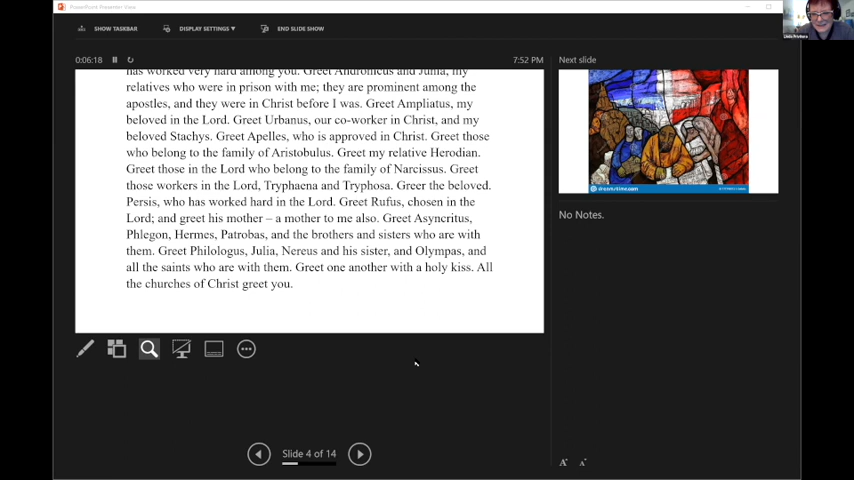 PowerPoint Presenter View
SHOW TASKBAR
DISPLAY SETTINGS ▼
END SLIDE SHOW
0:06:18
7:52 PM
Next slide
has worked very hard among you. Greet Andronicus and Junia, my
relatives who were in prison with me; they are prominent among the
apostles, and they were in Christ before I was. Greet Ampliatus, my
beloved in the Lord. Greet Urbanus, our co-worker in Christ, and my
beloved Stachys. Greet Apelles, who is approved in Christ. Greet those
who belong to the family of Aristobulus. Greet my relative Herodian.
Greet those in the Lord who belong to the family of Narcissus. Greet
those workers in the Lord, Tryphaena and Tryphosa. Greer the beloved.
Persis, who has worked hard in the Lord. Greet Rufus, chosen in the
Lord; and greet his mother – a mother to me also. Greet Asyncritus,
Phlegon, Hermes, Patrobas, and the brothers and sisters who are with
them. Greet Philologus, Julia, Nereus and his sister, and Olympas, and
all the saints who are with them. Greet one another with a holy kiss. All
the churches of Christ greet you.
dreamstime.com
No Notes.
Slide 4 of 14
A
A